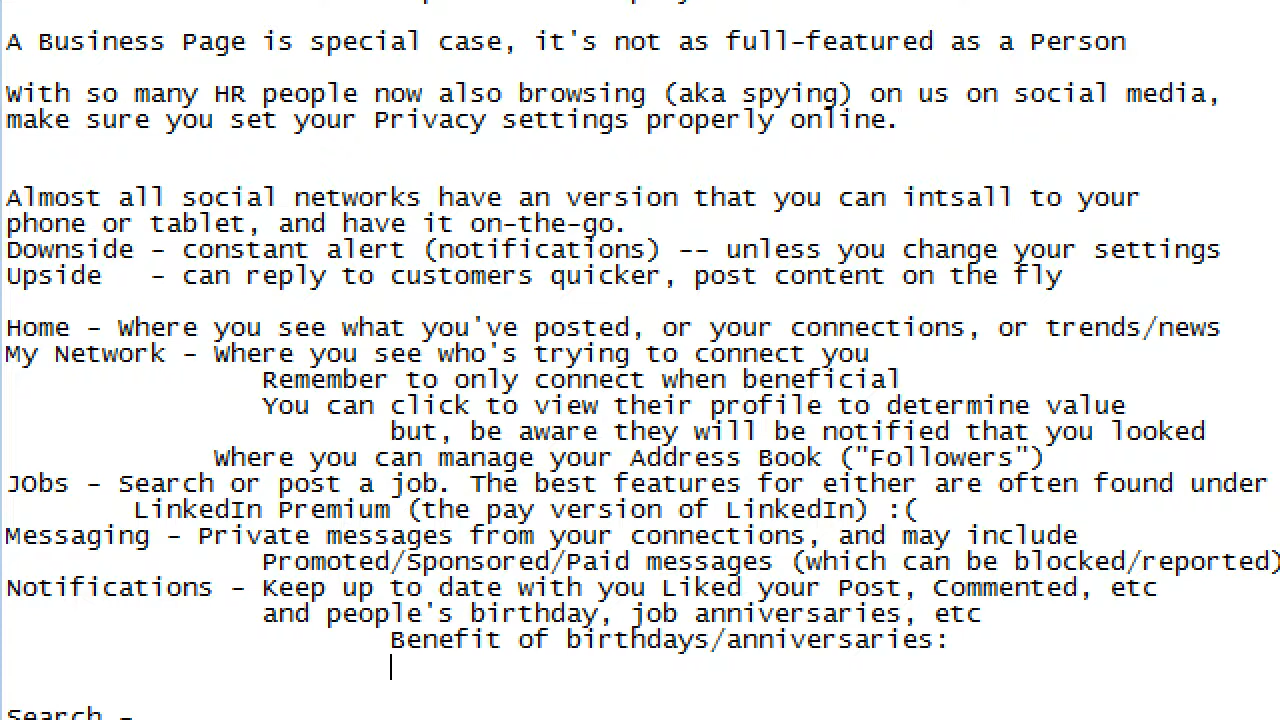 A Business Page is special case, it's not as full-featured as a Person
With so many HR people now also browsing (aka spying) on us on social media,
make sure you set your Privacy settings properly online.
Almost all social networks have an version that you can intsall to your
phone or tablet, and have it on-the-go.
Downside - constant alert (notifications) -- unless you change your settings
Upside   - can reply to customers quicker, post content on the fly
Home - Where you see what you've posted, or your connections, or trends/news
My Network - Where you see who's trying to connect you
Remember to only connect when beneficial
You can click to view their profile to determine value
but, be aware they will be notified that you looked
Where you can manage your Address Book ("Followers")
JObs - Search or post a job. The best features for either are often found under
LinkedIn Premium (the pay version of LinkedIn) :(
Messaging - Private messages from your connections, and may include
Promoted/Sponsored/Paid messages (which can be blocked/reported)
Notifications - Keep up to date with you Liked your Post, Commented, etc
and people's birthday, job anniversaries, etc
Benefit of birthdays/anniversaries:
Search -